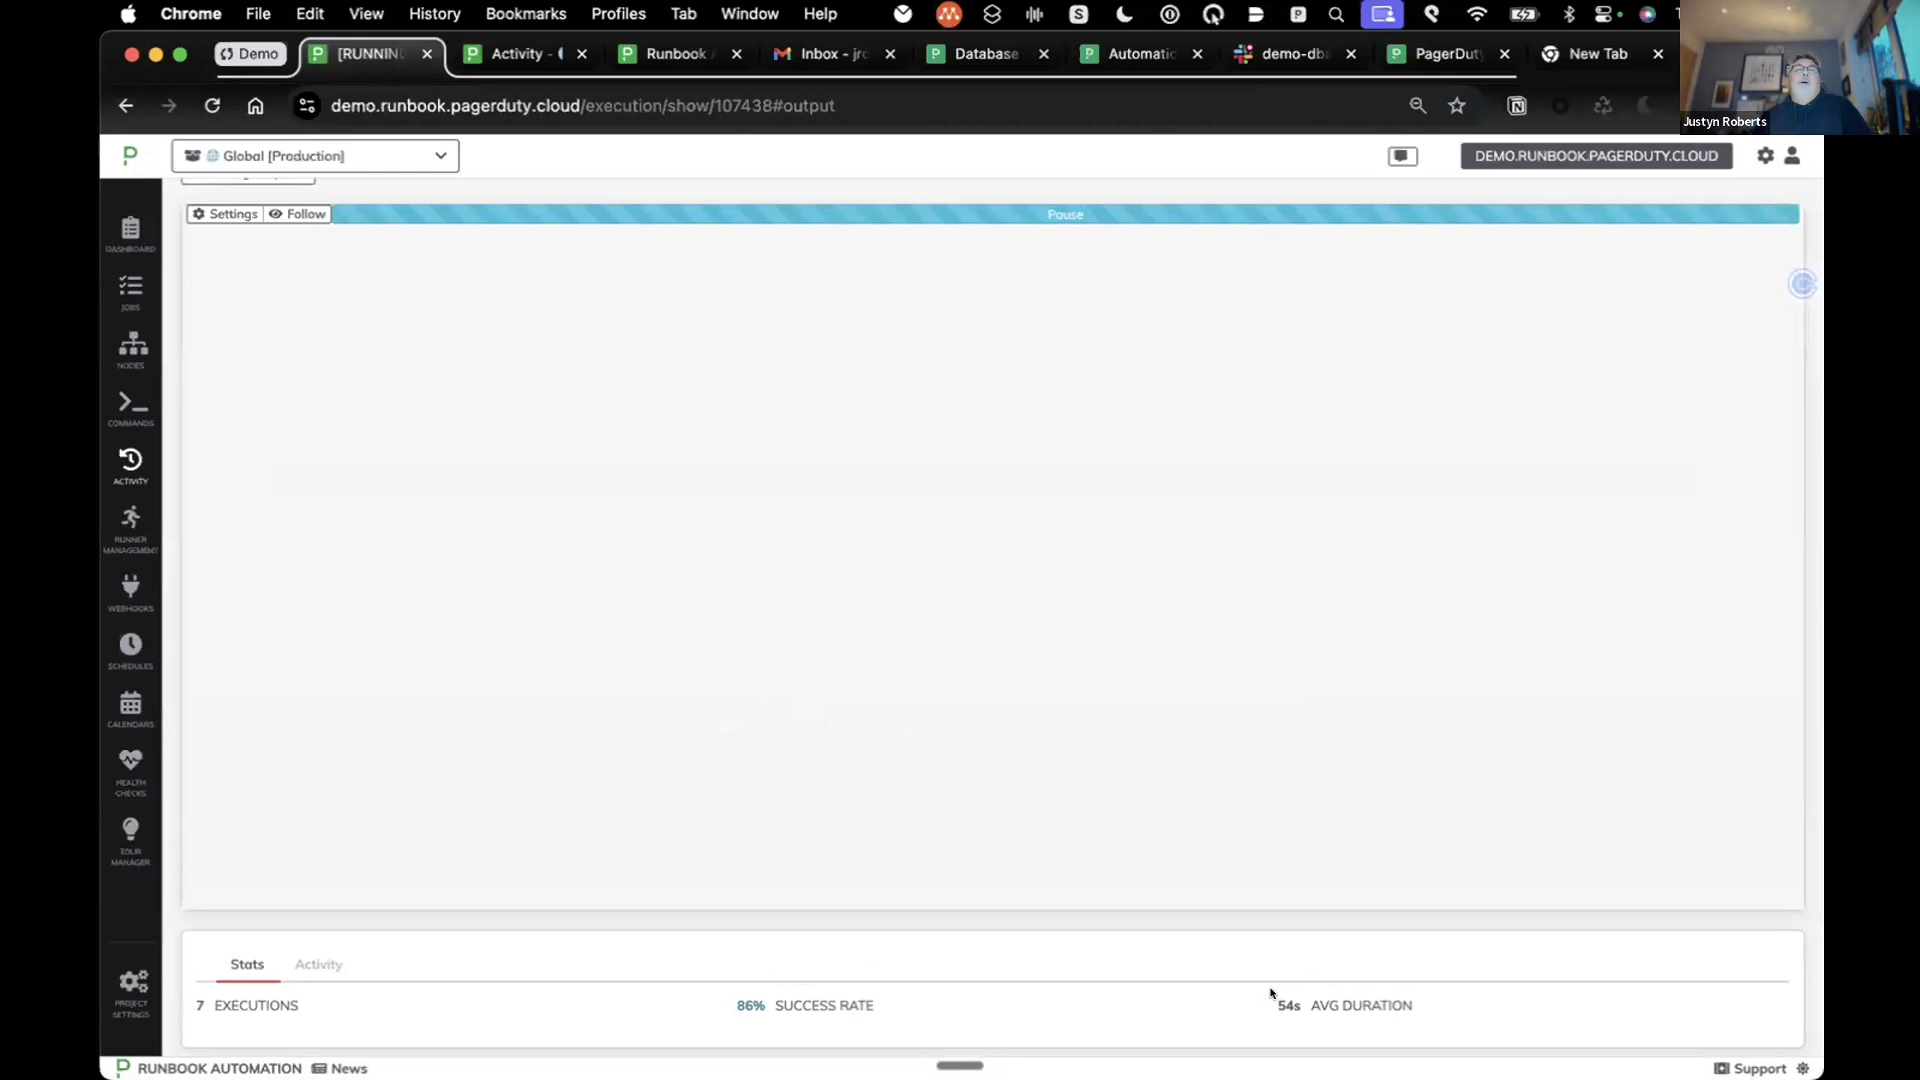 Chrome File Edit View History Bookmarks Profiles Tab Window Help
Demo [RUNNIN Activity - Runbook Inbox - jr Database Automati demo-db PagerDut New Tab
demo.runbook.pagerduty.cloud/execution/show/107438#output
Justyn Roberts
Global [Production]
DEMO.RUNBOOK.PAGERDUTY.CLOUD
Settings Follow Pause
DASHBOARD
JOBS
NODES
COMMANDS
ACTIVITY
RUNNER
MANAGEMENT
WEBHOOKS
SCHEDULES
CALENDARS
HEALTH
CHECKS
TOUR
MANAGER
PROJECT
SETTINGS
Stats Activity
7 EXECUTIONS 86% SUCCESS RATE 54s AVG DURATION
RUNBOOK AUTOMATION News Support